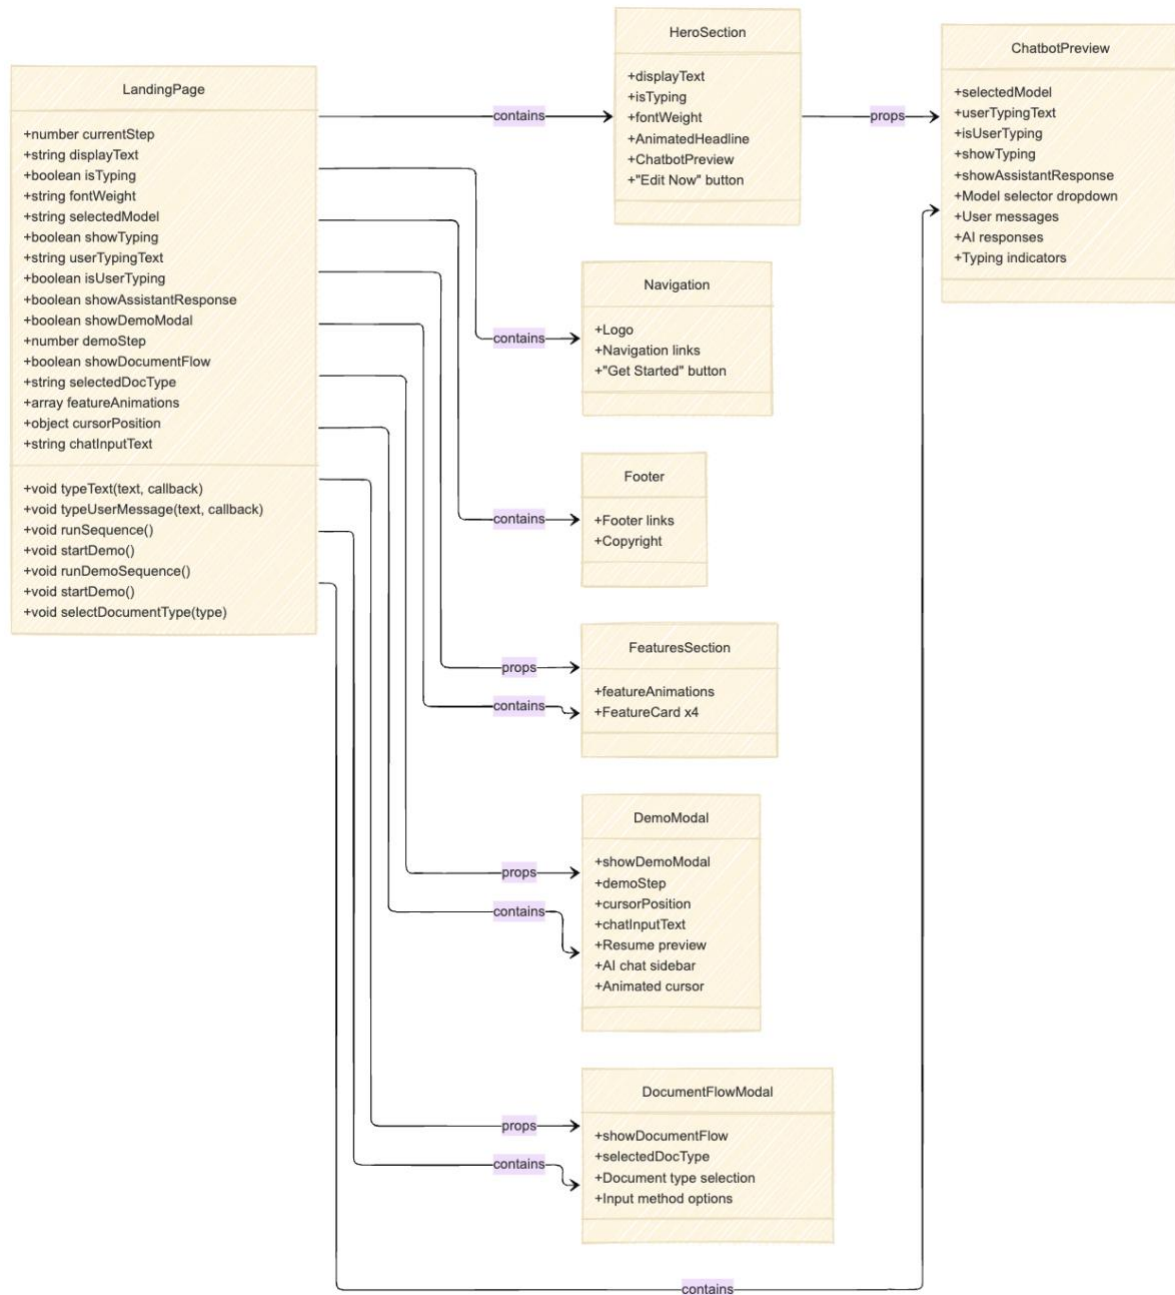 LandingPage
+number currentStep
+string displayText
+boolean isTyping
+string fontWeight
+string selectedModel
+boolean showTyping
+string userTypingText
+boolean isUserTyping
+boolean showAssistantResponse
+boolean showDemoModal
+number demoStep
+boolean showDocumentFlow
+string selectedDocType
+array featureAnimations
+object cursorPosition
+string chatInputText
+void typeText(text, callback)
+void typeUserMessage(text, callback)
+void runSequence()
+void startDemo()
+void runDemoSequence()
+void startDemo()
+void selectDocumentType(type)
contains
HeroSection
+displayText
+isTyping
+fontWeight
+AnimatedHeadline
+ChatbotPreview
+"Edit Now" button
props
ChatbotPreview
+selectedModel
+userTypingText
+isUserTyping
+showTyping
+showAssistantResponse
+Model selector dropdown
+User messages
+AI responses
+Typing indicators
contains
Navigation
+Logo
+Navigation links
+"Get Started" button
contains
Footer
+Footer links
+Copyright
props
contains
FeaturesSection
+featureAnimations
+FeatureCard x4
props
contains
DemoModal
+showDemoModal
+demoStep
+cursorPosition
+chatInputText
+Resume preview
+AI chat sidebar
+Animated cursor
props
contains
DocumentFlowModal
+showDocumentFlow
+selectedDocType
+Document type selection
+Input method options
contains